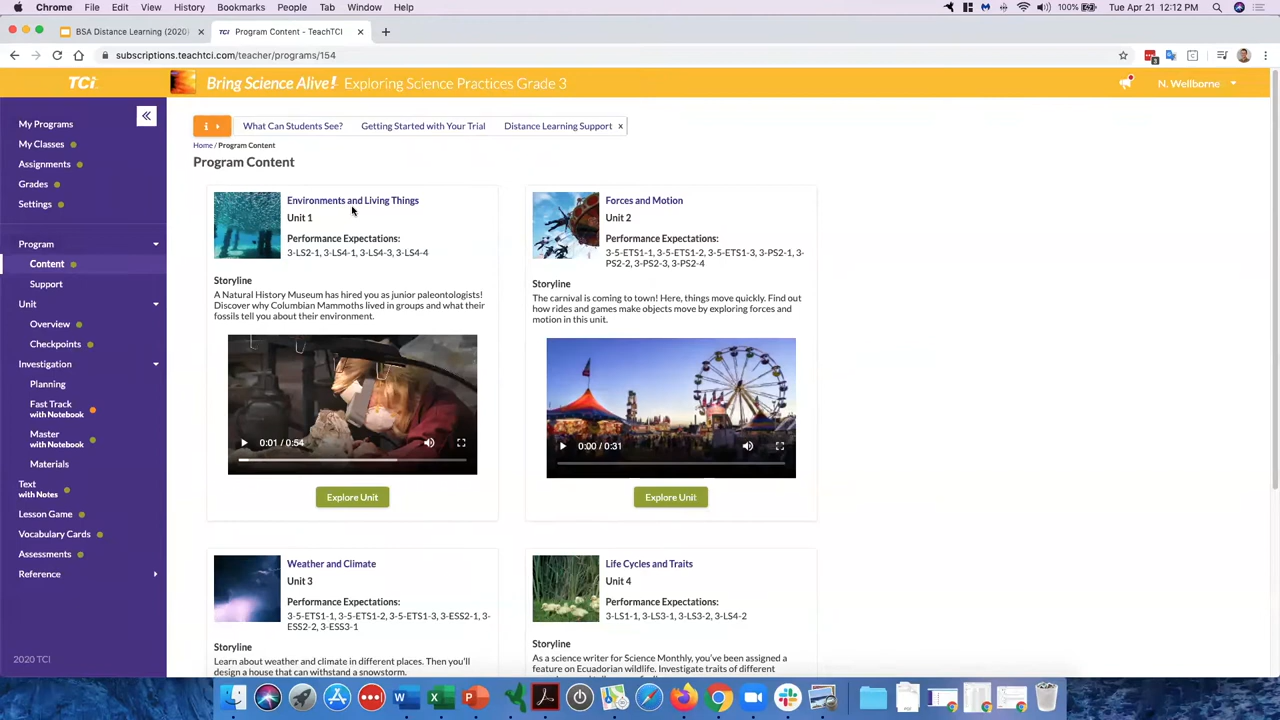 Chrome File Edit View History Bookmarks People Tab Window Help 100% Tue Apr 21 12:12 PM
BSA Distance Learning (2020) Program Content - TeachTCI
subscriptions.teachtci.com/teacher/programs/154
TCi Bring Science Alive! Exploring Science Practices Grade 3 N. Wellborne
My Programs
My Classes
Assignments
Grades
Settings
Program
Content
Support
Unit
Overview
Checkpoints
Investigation
Planning
Fast Track
with Notebook
Master
with Notebook
Materials
Text
with Notes
Lesson Game
Vocabulary Cards
Assessments
Reference
2020 TCI
i What Can Students See? Getting Started with Your Trial Distance Learning Support ×
Home / Program Content
Program Content
Environments and Living Things
Unit 1
Performance Expectations:
3-LS2-1, 3-LS4-1, 3-LS4-3, 3-LS4-4
Storyline
A Natural History Museum has hired you as junior paleontologists!
Discover why Columbian Mammoths lived in groups and what their
fossils tell you about their environment.
0:01 / 0:54
Explore Unit
Forces and Motion
Unit 2
Performance Expectations:
3-5-ETS1-1, 3-5-ETS1-2, 3-5-ETS1-3, 3-PS2-1, 3-
PS2-2, 3-PS2-3, 3-PS2-4
Storyline
The carnival is coming to town! Here, things move quickly. Find out
how rides and games make objects move by exploring forces and
motion in this unit.
0:00 / 0:31
Explore Unit
Weather and Climate
Unit 3
Performance Expectations:
3-5-ETS1-1, 3-5-ETS1-2, 3-5-ETS1-3, 3-ESS2-1, 3-
ESS2-2, 3-ESS3-1
Storyline
Learn about weather and climate in different places. Then you'll
design a house that can withstand a snowstorm.
Life Cycles and Traits
Unit 4
Performance Expectations:
3-LS1-1, 3-LS3-1, 3-LS3-2, 3-LS4-2
Storyline
As a science writer for Science Monthly, you've been assigned a
feature on Ecuadorian wildlife. Investigate traits of different